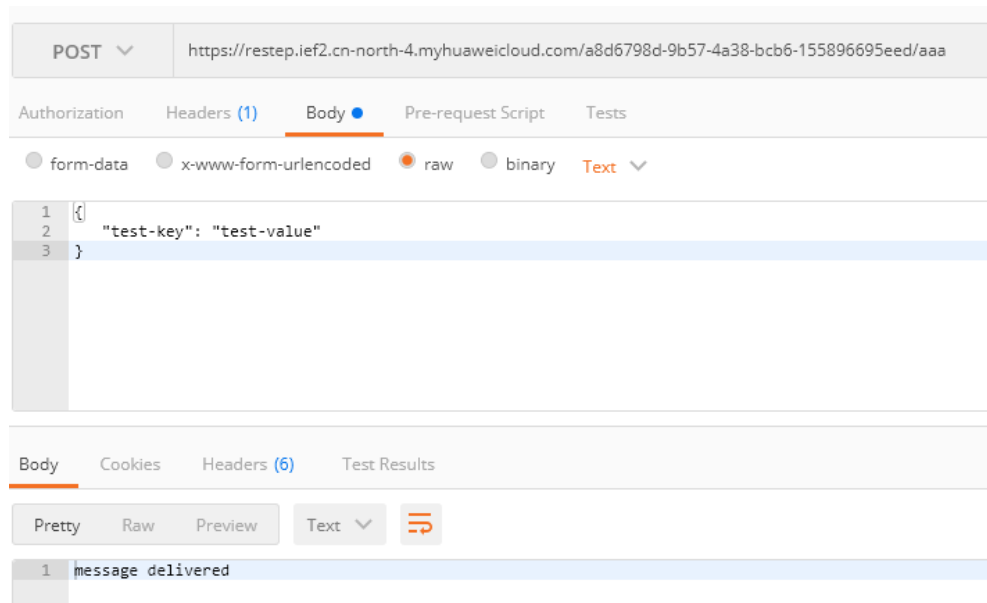 POST https://restep.ief2.cn-north-4.myhuaweicloud.com/a8d6798d-9b57-4a38-bcb6-155896695eed/aaa
Authorization Headers (1) Body Pre-request Script Tests
form-data x-www-form-urlencoded raw binary Text
1 {
2 "test-key": "test-value"
3 }
Body Cookies Headers (6) Test Results
Pretty Raw Preview Text
1 message delivered